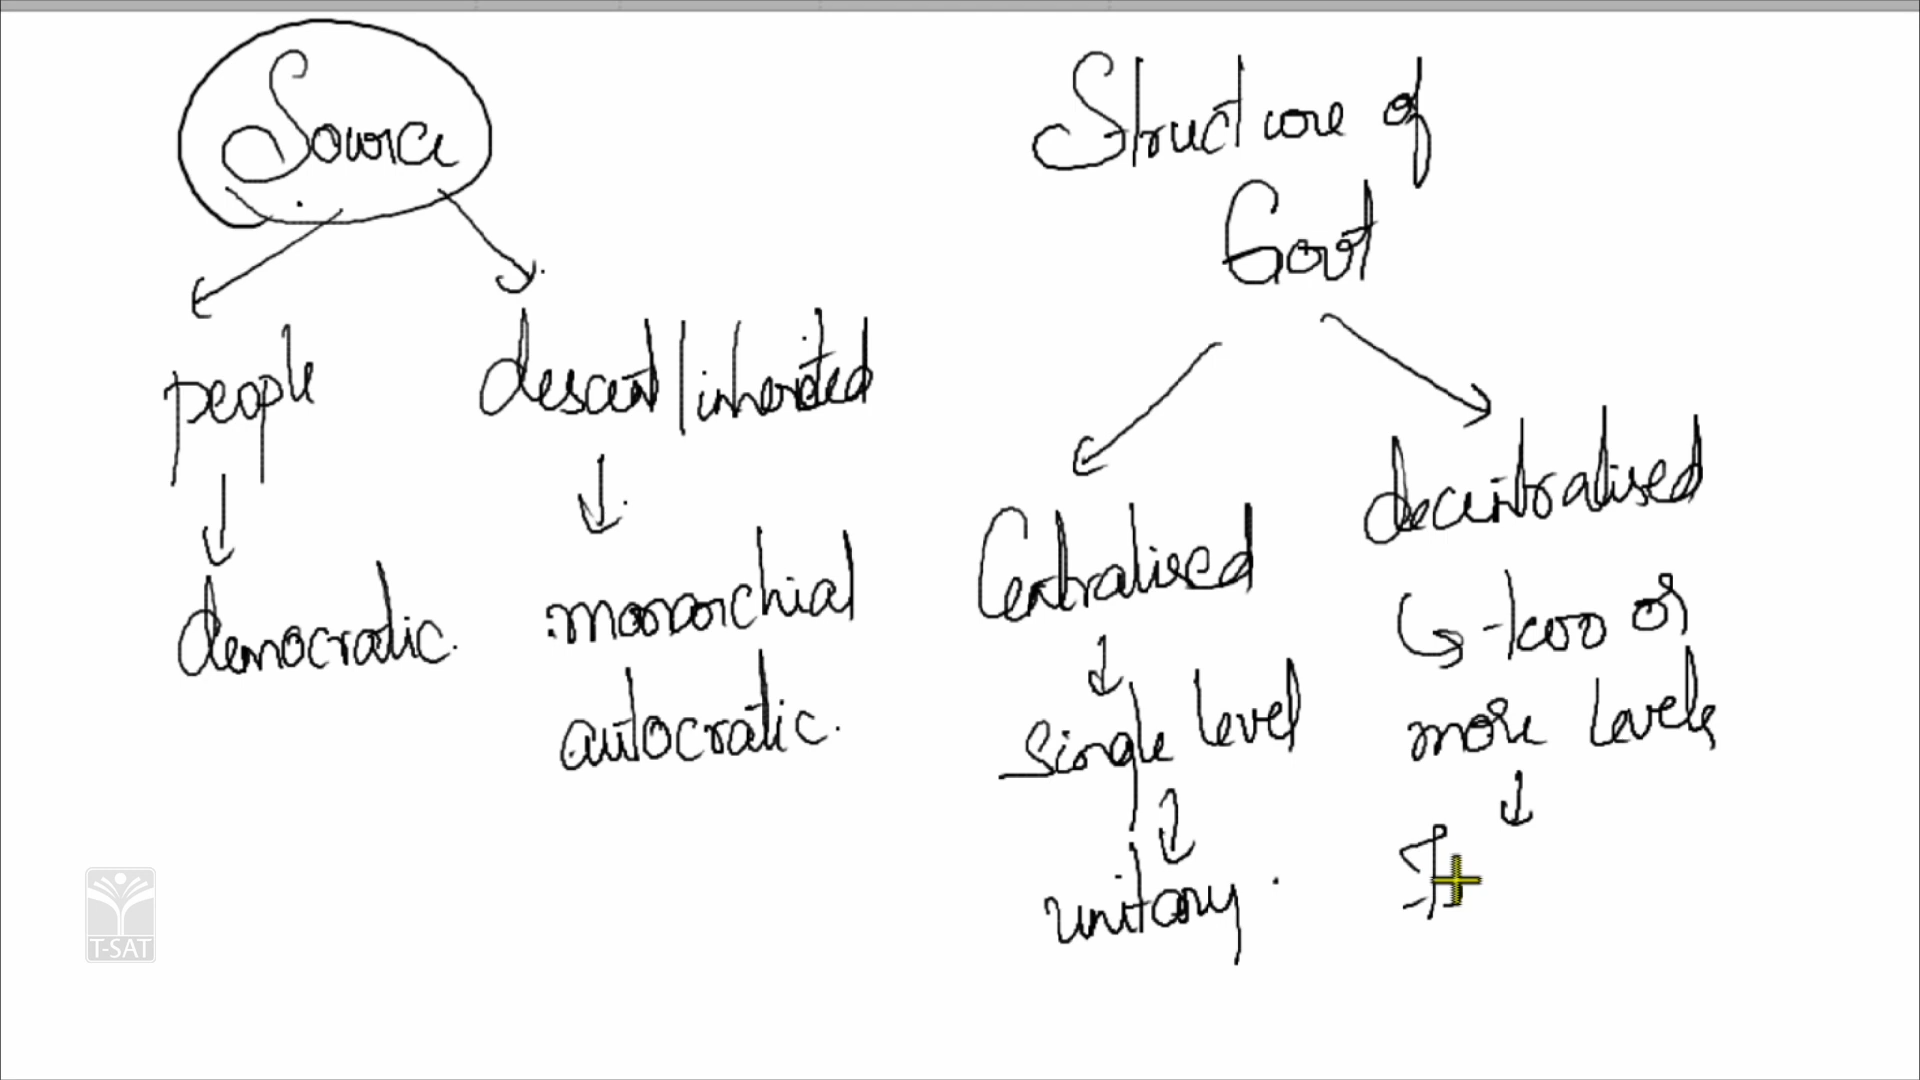 Source
people
descent/inherited
democratic.
monarchial
autocratic.
Structure of
Govt
Centralised
single level
unitary.
decentralised
two or
more levels
T-SAT